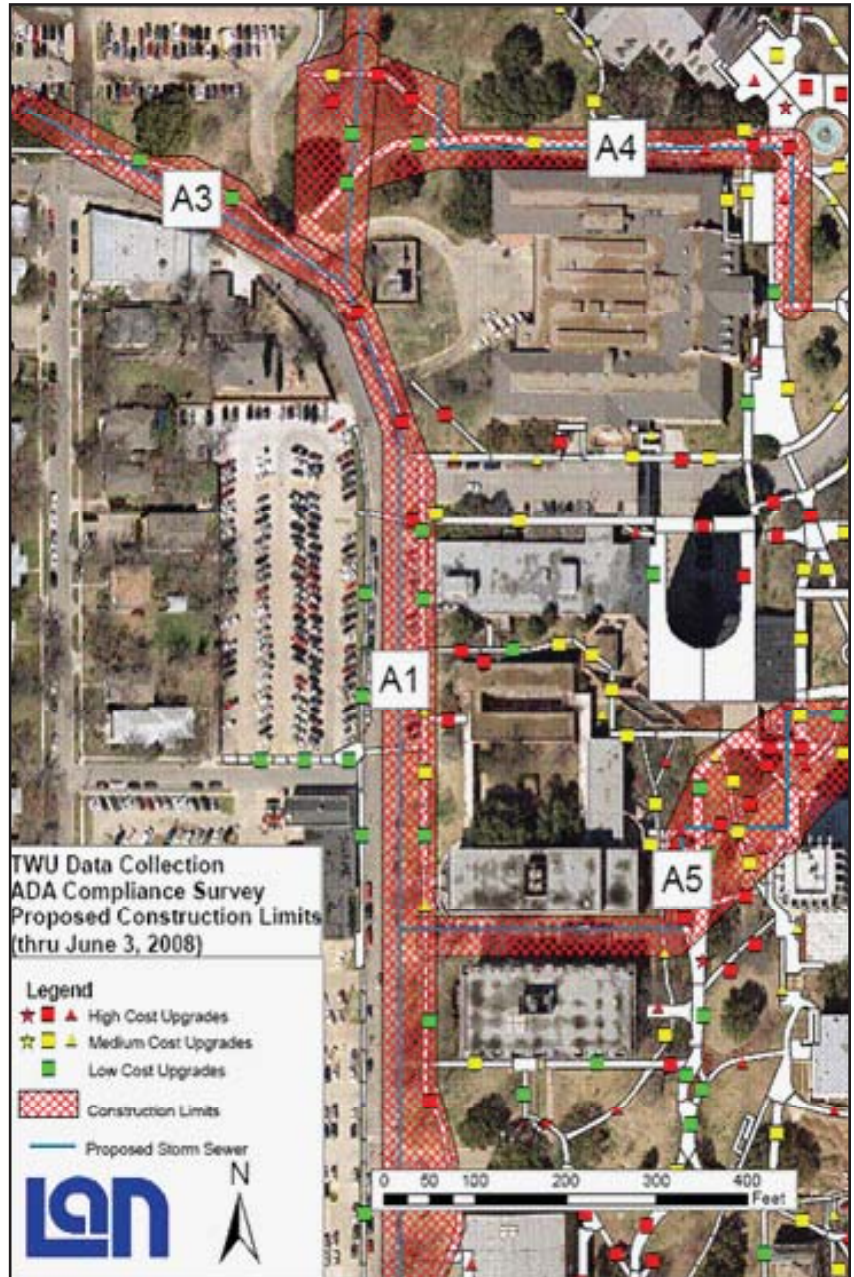 A4
A3
A1
A5
TWU Data Collection
ADA Compliance Survey
Proposed Construction Limits
(thru June 3, 2008)
Legend
High Cost Upgrades
Medium Cost Upgrades
Low Cost Upgrades
Construction Limits
Proposed Storm Sewer
LAN
N
0 50 100 200 300 400
Feet